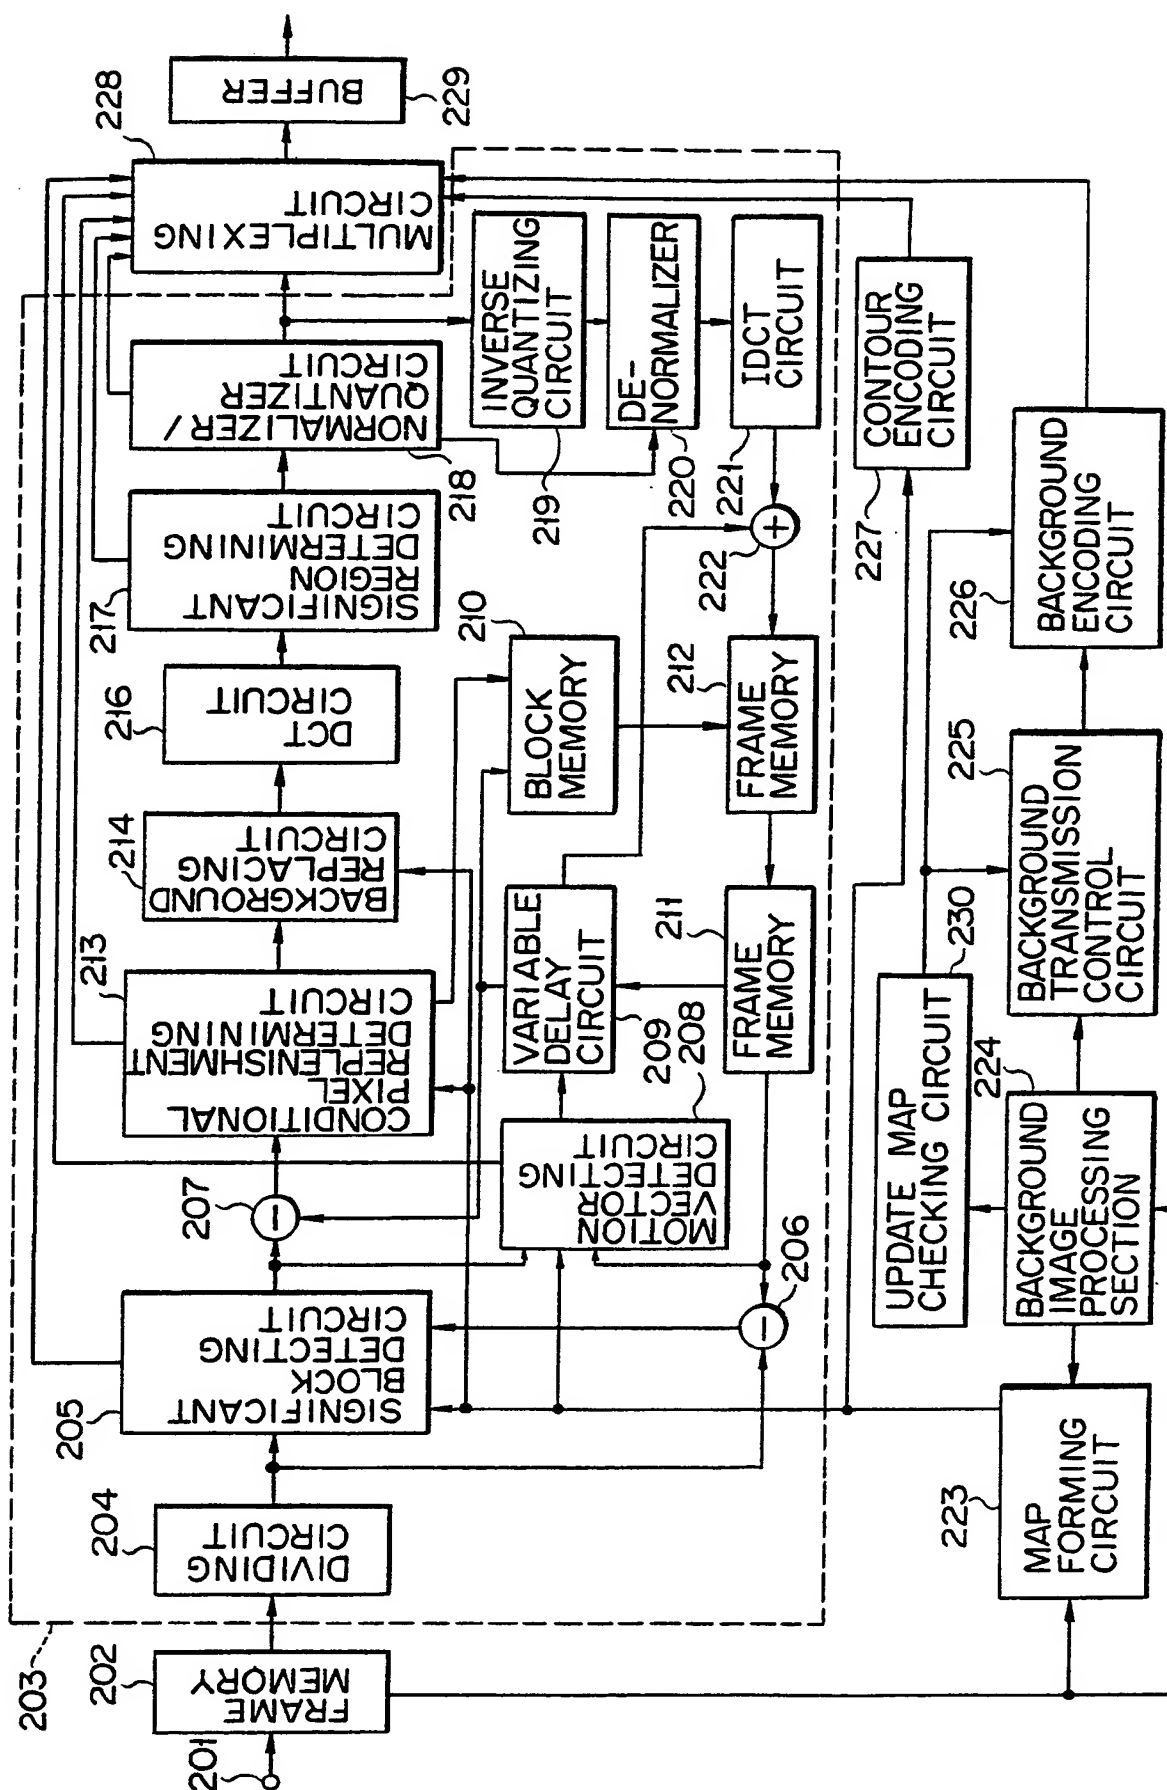 201
202
FRAME
MEMORY
203
204
DIVIDING
CIRCUIT
205
SIGNIFICANT
BLOCK
DETECTING
CIRCUIT
207
213
CONDITIONAL
PIXEL
REPLENISHMENT
DETERMINING
CIRCUIT
214
BACKGROUND
REPLACING
CIRCUIT
216
DCT
CIRCUIT
217
SIGNIFICANT
REGION
DETERMINING
CIRCUIT
NORMALIZER/
QUANTIZER
CIRCUIT
218
228
MULTIPLEXING
CIRCUIT
BUFFER
229
206
MOTION
VECTOR
DETECTING
CIRCUIT
208
VARIABLE
DELAY
CIRCUIT
209
210
BLOCK
MEMORY
INVERSE
QUANTIZING
CIRCUIT
219
DE-
NORMALIZER
220
IDCT
CIRCUIT
221
222
211
FRAME
MEMORY
212
FRAME
MEMORY
223
MAP
FORMING
CIRCUIT
UPDATE MAP
CHECKING CIRCUIT
230
224
BACKGROUND
IMAGE
PROCESSING
SECTION
225
BACKGROUND
TRANSMISSION
CONTROL
CIRCUIT
226
BACKGROUND
ENCODING
CIRCUIT
227
CONTOUR
ENCODING
CIRCUIT